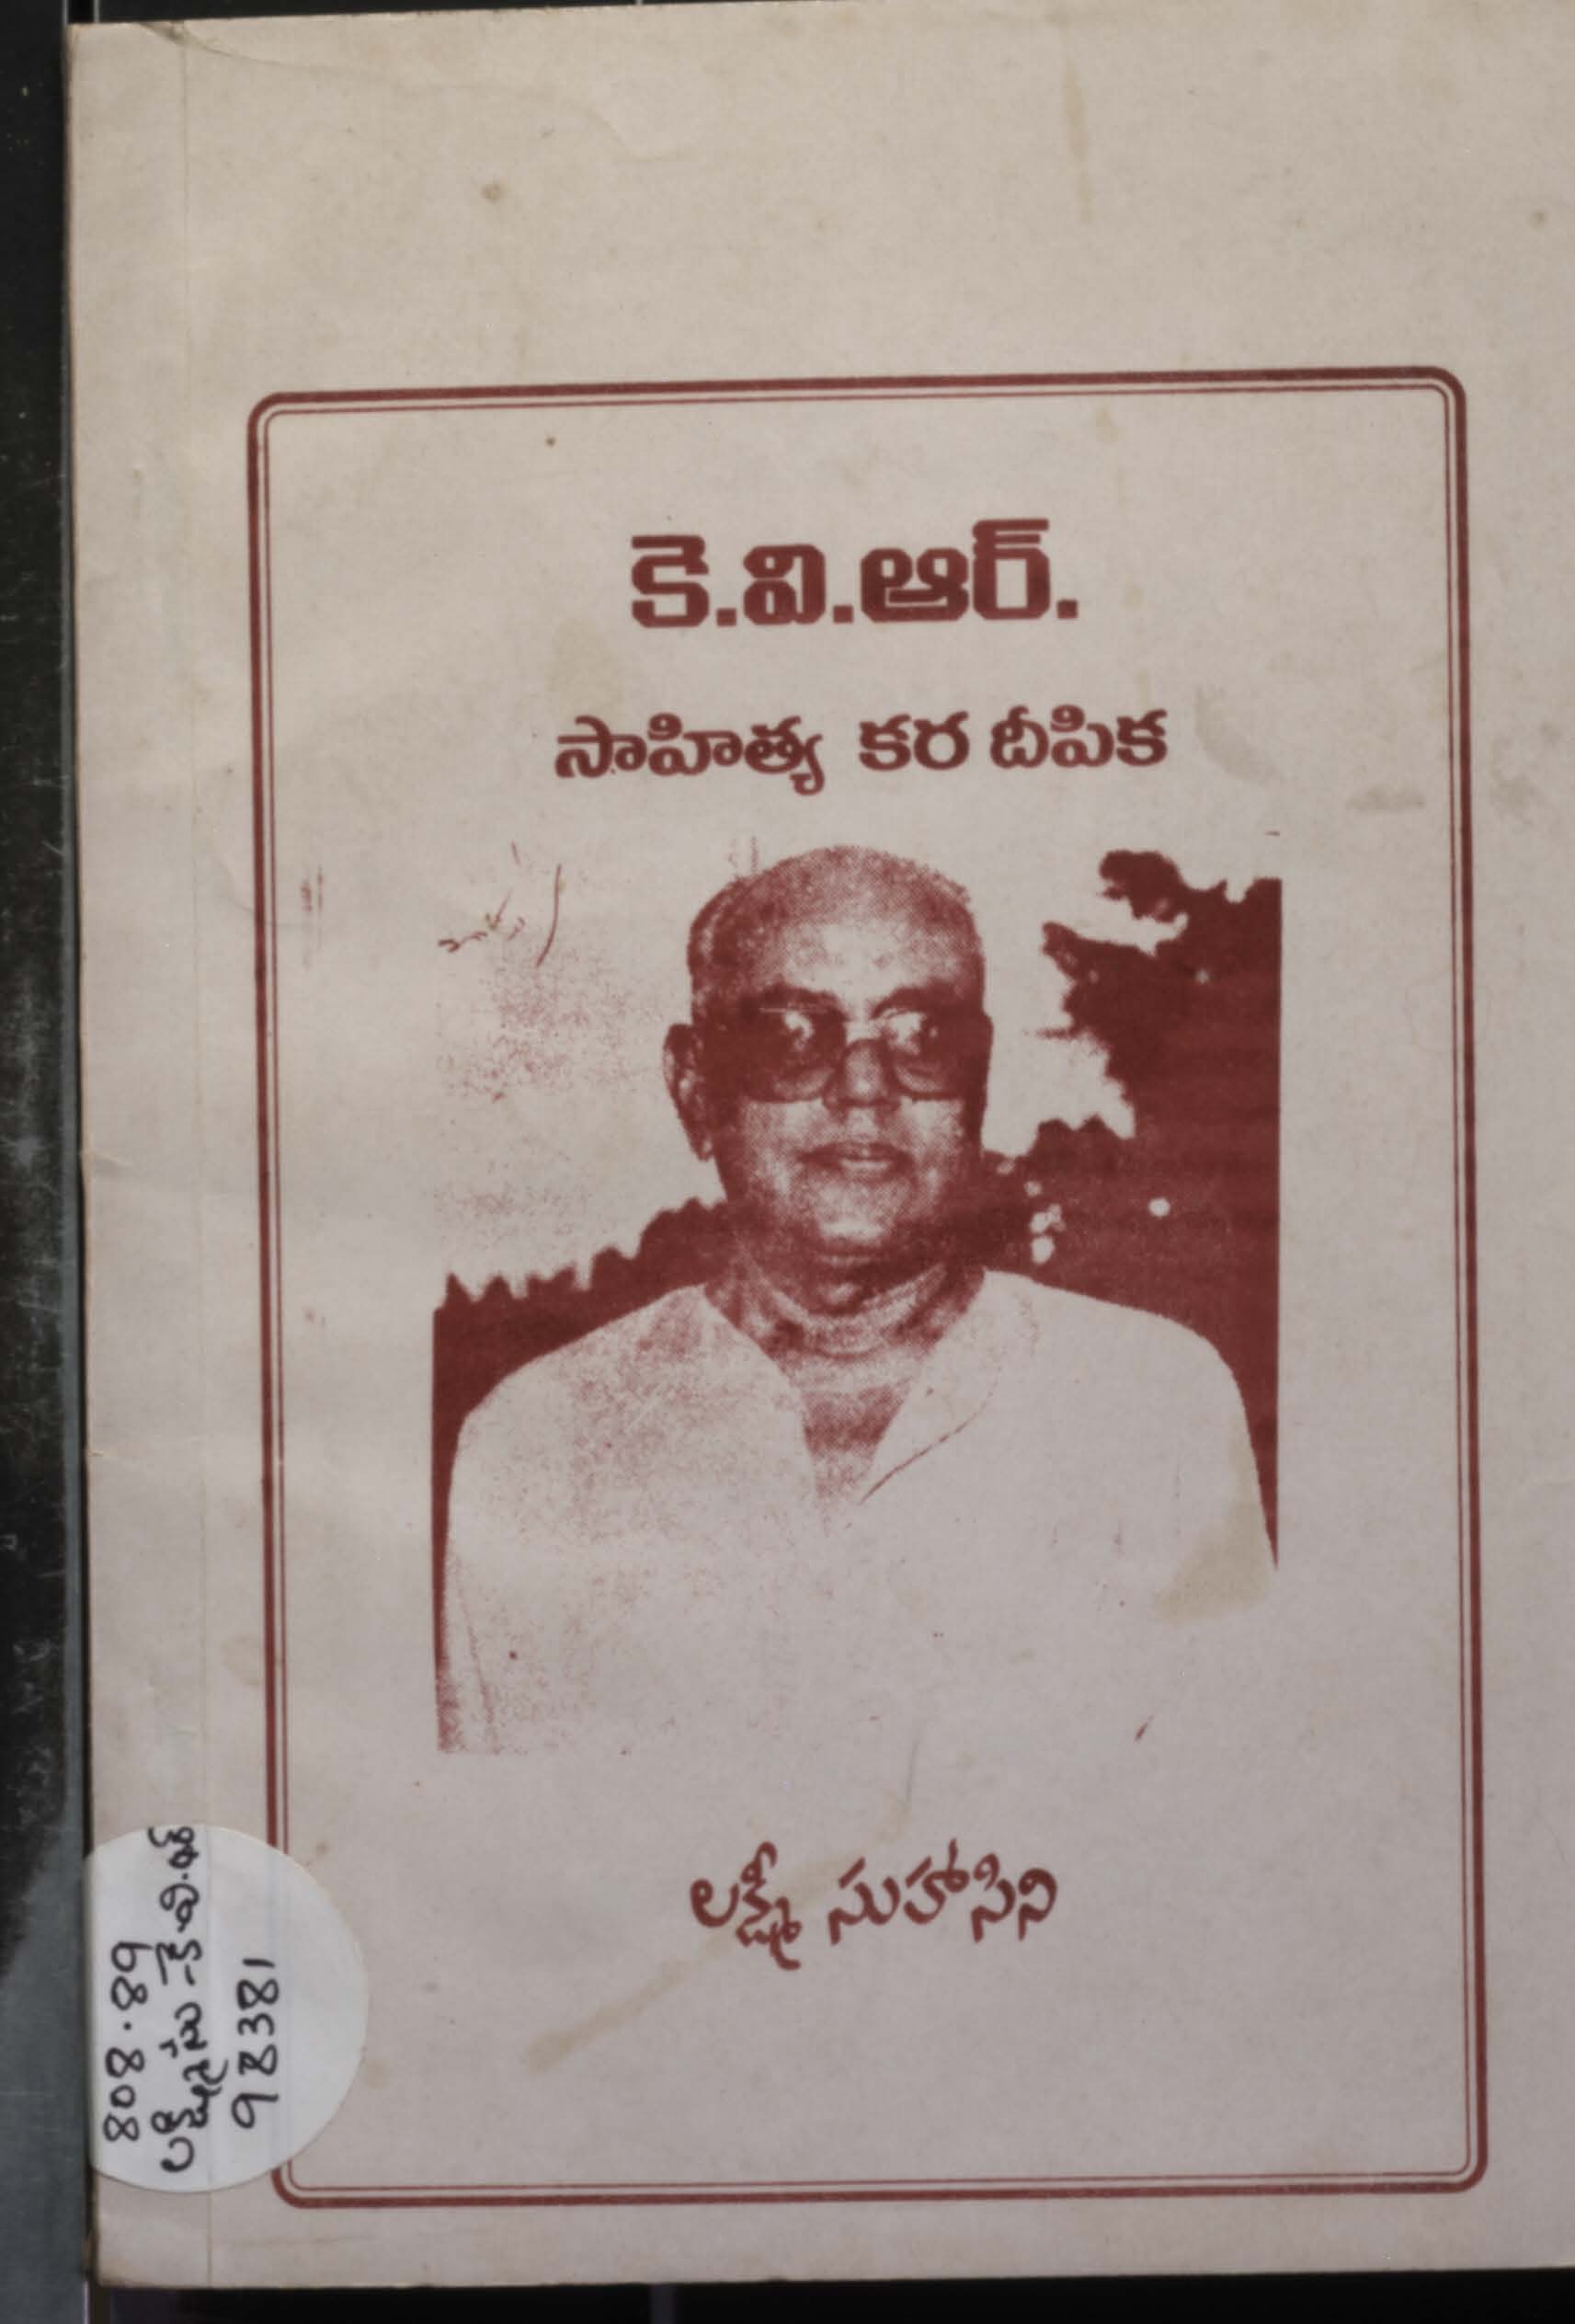 కె.వి.ఆర్.
సాహిత్య కర దీపిక
లక్ష్మీ సుహాసిని
808.89
98381